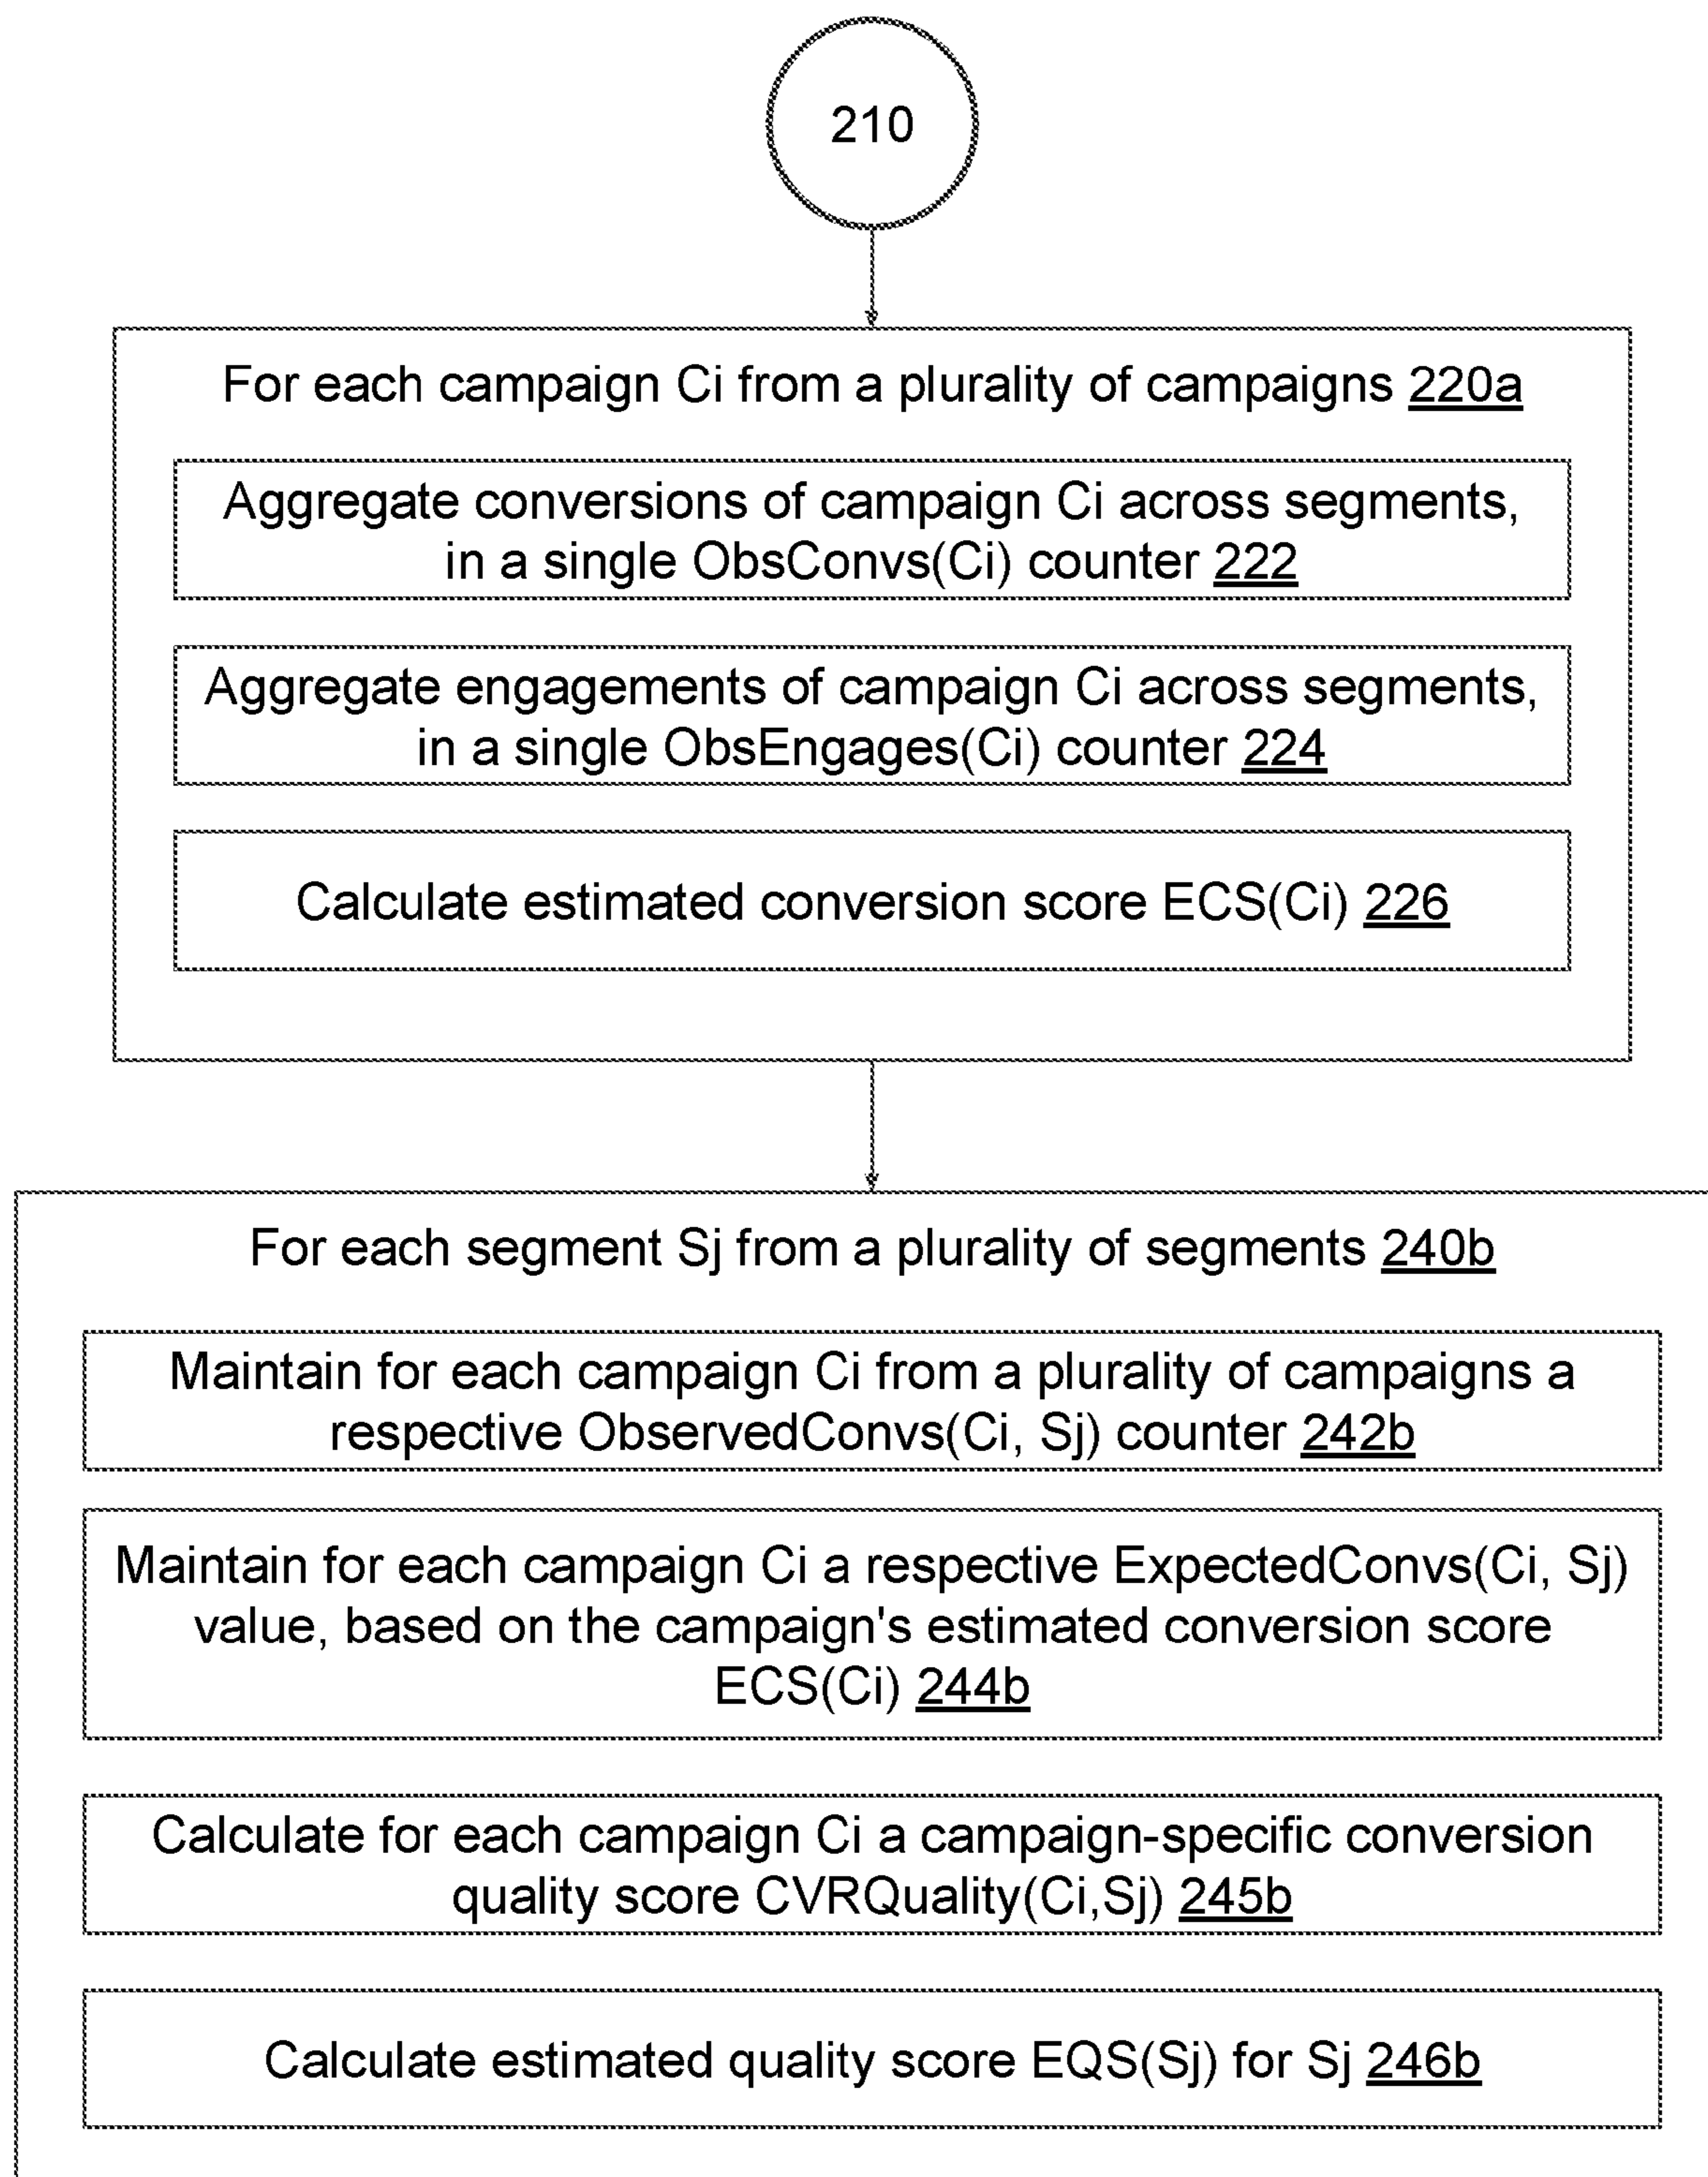 210
For each campaign Ci from a plurality of campaigns 220a
Aggregate conversions of campaign Ci across segments,
in a single ObsConvs(Ci) counter 222
Aggregate engagements of campaign Ci across segments,
in a single ObsEngages(Ci) counter 224
Calculate estimated conversion score ECS(Ci) 226
For each segment Sj from a plurality of segments 240b
Maintain for each campaign Ci from a plurality of campaigns a
respective ObservedConvs(Ci, Sj) counter 242b
Maintain for each campaign Ci a respective ExpectedConvs(Ci, Sj)
value, based on the campaign's estimated conversion score
ECS(Ci) 244b
Calculate for each campaign Ci a campaign-specific conversion
quality score CVRQuality(Ci,Sj) 245b
Calculate estimated quality score EQS(Sj) for Sj 246b